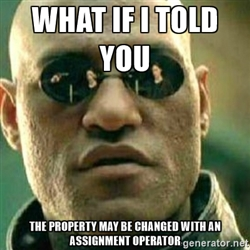 WHAT IF I TOLD
YOU
THE PROPERTY MAY BE CHANGED WITH AN
ASSIGNMENT OPERATOR
generator.net